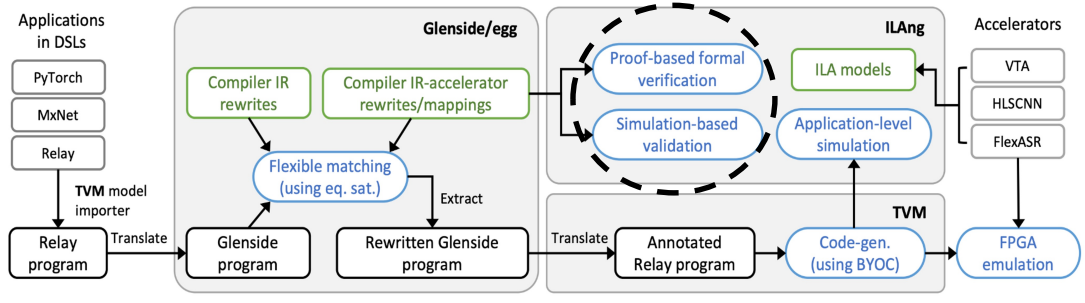 Applications
in DSLs
PyTorch
MxNet
Relay
TVM model
importer
Relay
program
Translate
Glenside/egg
Compiler IR
rewrites
Compiler IR-accelerator
rewrites/mappings
Flexible matching
(using eq. sat.)
Extract
Glenside
program
Rewritten Glenside
program
Translate
ILAng
Proof-based formal
verification
Simulation-based
validation
ILA models
Application-level
simulation
TVM
Annotated
Relay program
Code-gen.
(using BYOC)
Accelerators
VTA
HLSCNN
FlexASR
FPGA
emulation